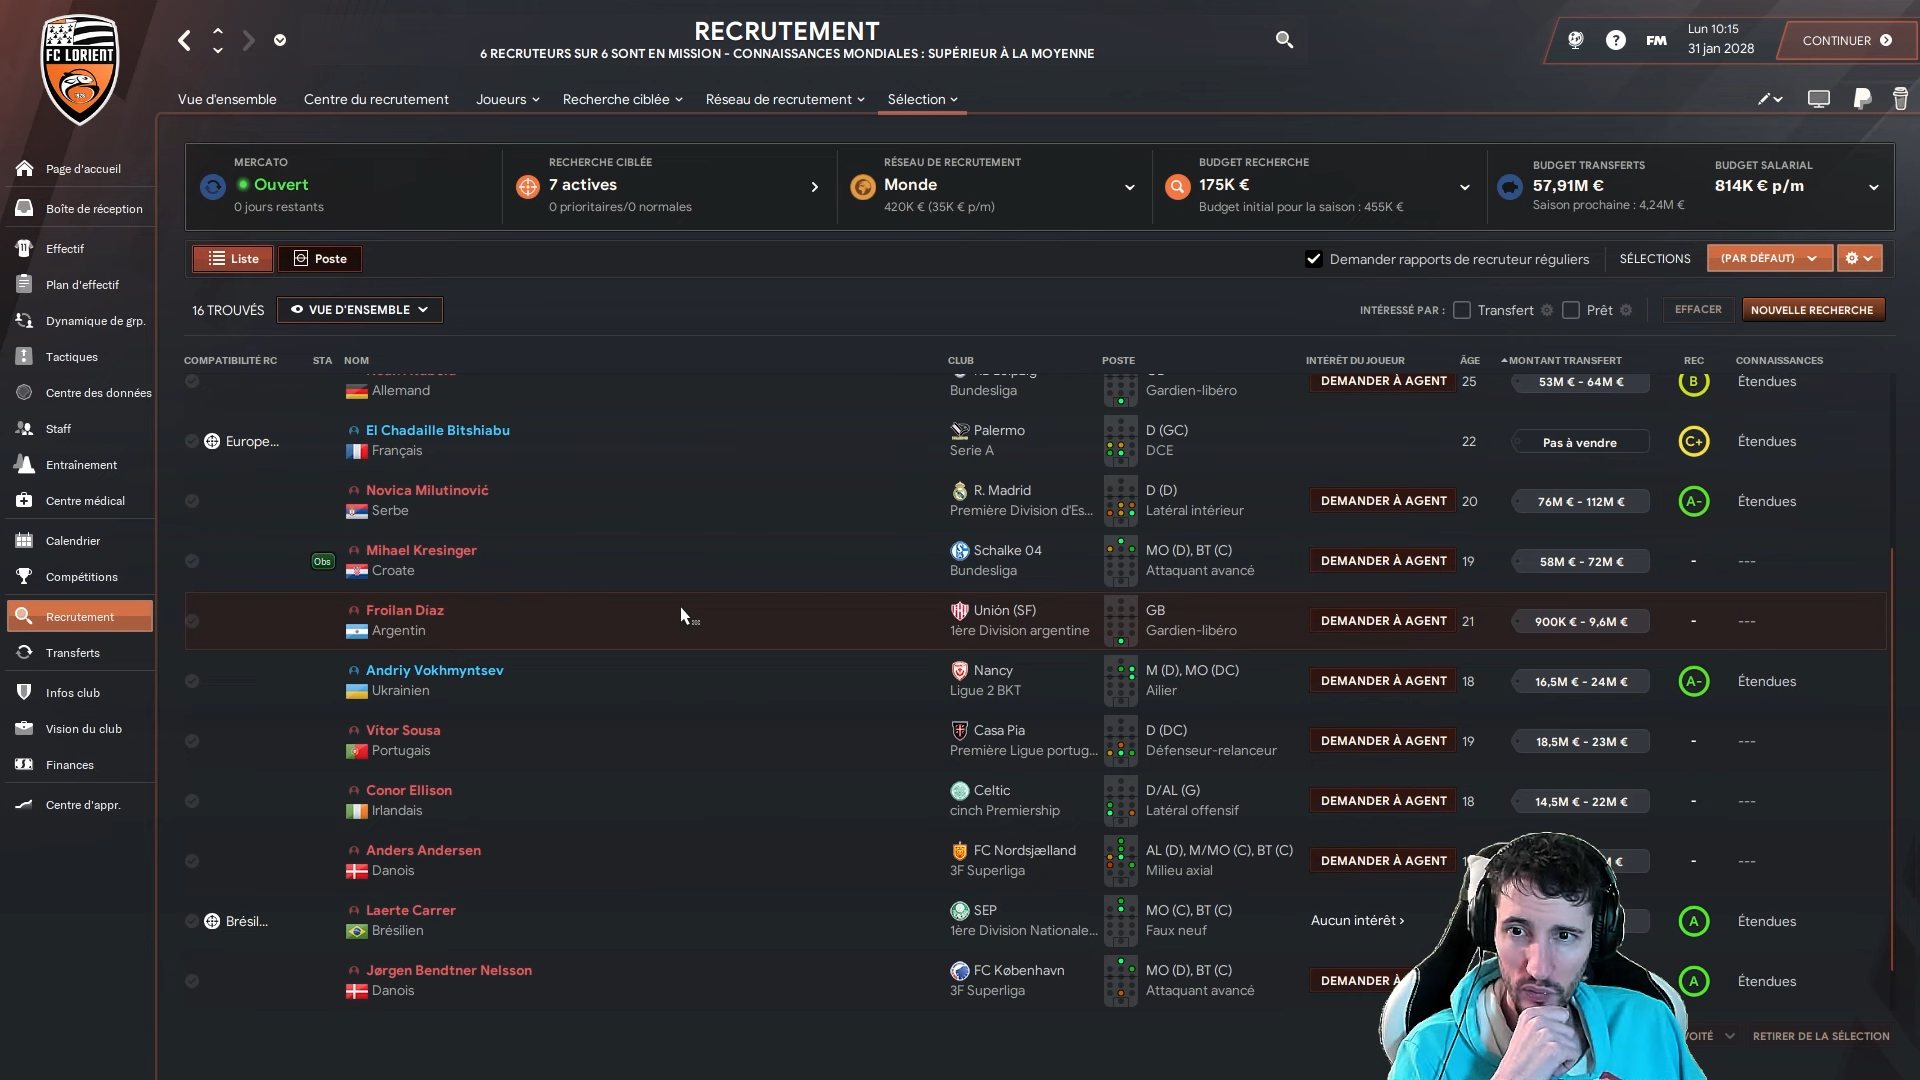 RECRUTEMENT
6 RECRUTEURS SUR 6 SONT EN MISSION - CONNAISSANCES MONDIALES : SUPÉRIEUR À LA MOYENNE
FM
Lun 10:15
31 jan 2028
CONTINUER
FC LORIENT
Vue d'ensemble
Centre du recrutement
Joueurs
Recherche ciblée
Réseau de recrutement
Sélection
Page d'accueil
Boîte de réception
Effectif
Plan d'effectif
Dynamique de grp.
Tactiques
Centre des données
Staff
Entraînement
Centre médical
Calendrier
Compétitions
Recrutement
Transferts
Infos club
Vision du club
Finances
Centre d'appr.
MERCATO
Ouvert
0 jours restants
RECHERCHE CIBLÉE
7 actives
0 prioritaires/0 normales
RÉSEAU DE RECRUTEMENT
Monde
420K € (35K € p/m)
BUDGET RECHERCHE
175K €
Budget initial pour la saison : 455K €
BUDGET TRANSFERTS
57,91M €
Saison prochaine : 4,24M €
BUDGET SALARIAL
814K € p/m
Liste
Poste
Demander rapports de recruteur réguliers
SÉLECTIONS
(PAR DÉFAUT)
16 TROUVÉS
VUE D'ENSEMBLE
INTÉRESSÉ PAR :
Transfert
Prêt
EFFACER
NOUVELLE RECHERCHE
COMPATIBILITÉ RC STA NOM CLUB POSTE INTÉRÊT DU JOUEUR ÂGE MONTANT TRANSFERT REC CONNAISSANCES
DEMANDER À AGENT 25 53M € - 64M € B Étendues
Allemand Bundesliga Gardien-libéro
El Chadaille Bitshiabu Palermo D (GC)
Europe... 22 Pas à vendre C+ Étendues
Français Serie A DCE
Novica Milutinović R. Madrid D (D)
DEMANDER À AGENT 20 76M € - 112M € A- Étendues
Serbe Première Division d'Es... Latéral intérieur
Mihael Kresinger Schalke 04 MO (D), BT (C)
Obs DEMANDER À AGENT 19 58M € - 72M € - ---
Croate Bundesliga Attaquant avancé
Froilan Díaz Unión (SF) GB
DEMANDER À AGENT 21 900K € - 9,6M € - ---
Argentin 1ère Division argentine Gardien-libéro
Andriy Vokhmyntsev Nancy M (D), MO (DC)
DEMANDER À AGENT 18 16,5M € - 24M € A- Étendues
Ukrainien Ligue 2 BKT Ailier
Vítor Sousa Casa Pia D (DC)
DEMANDER À AGENT 19 18,5M € - 23M € - ---
Portugais Première Ligue portug... Défenseur-relanceur
Conor Ellison Celtic D/AL (G)
DEMANDER À AGENT 18 14,5M € - 22M € - ---
Irlandais cinch Premiership Latéral offensif
Anders Andersen FC Nordsjælland AL (D), M/MO (C), BT (C)
DEMANDER À AGENT € - ---
Danois 3F Superliga Milieu axial
Laerte Carrer SEP MO (C), BT (C)
Brésil... Aucun intérêt A Étendues
Brésilien 1ère Division Nationale... Faux neuf
Jørgen Bendtner Nelsson FC København MO (D), BT (C)
DEMANDER A Étendues
Danois 3F Superliga Attaquant avancé
RETIRER DE LA SÉLECTION